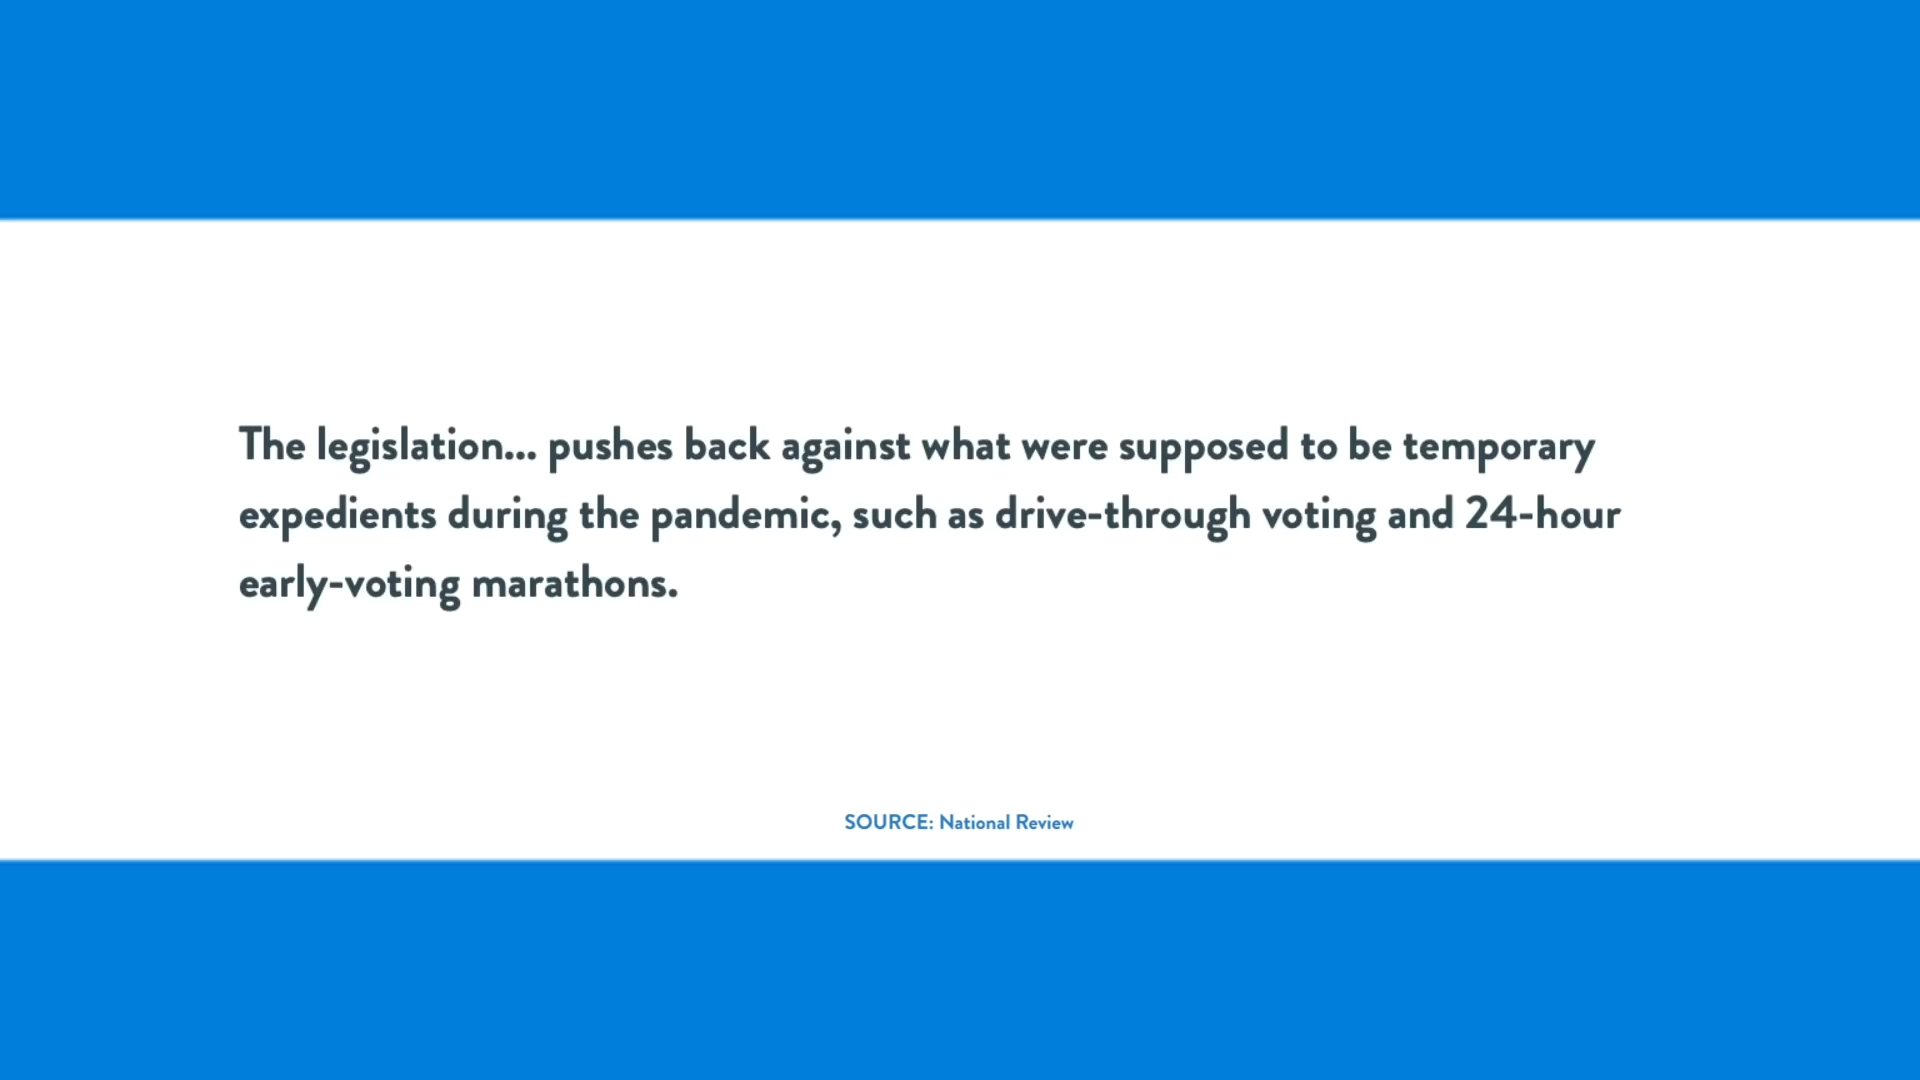 The legislation... pushes back against what were supposed to be temporary
expedients during the pandemic, such as drive-through voting and 24-hour
early-voting marathons.
SOURCE: National Review